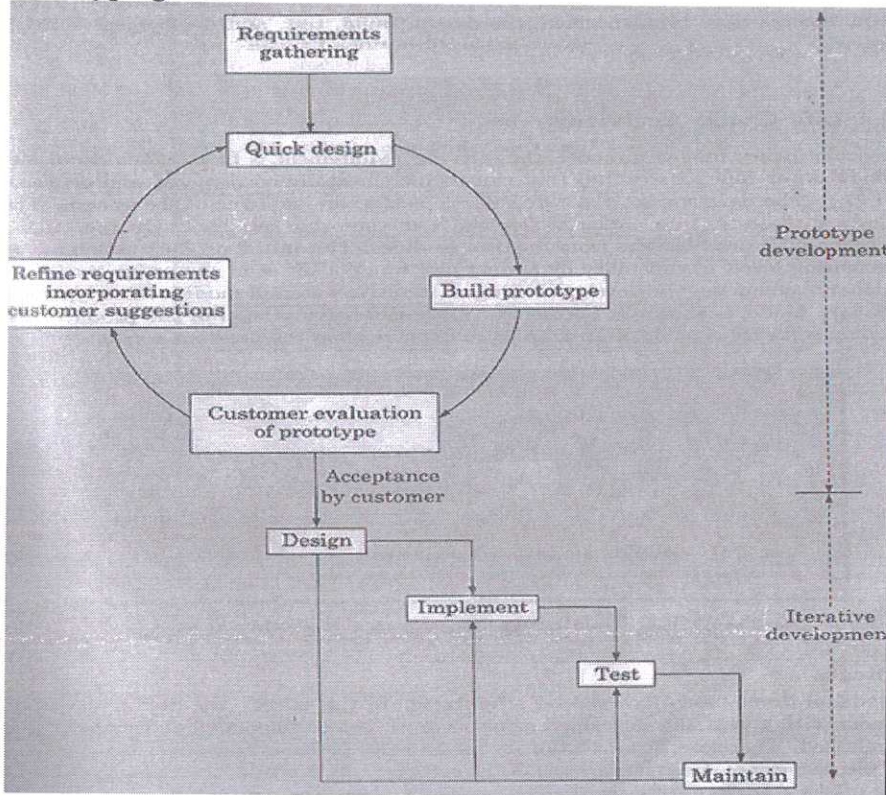 Requirements
gathering
Quick design
Prototype
development
Refine requirements
incorporating
customer suggestions
Build prototype
Customer evaluation
of prototype
Acceptance
by customer
Design
Implement
Iterative
developmen
Test
Maintain